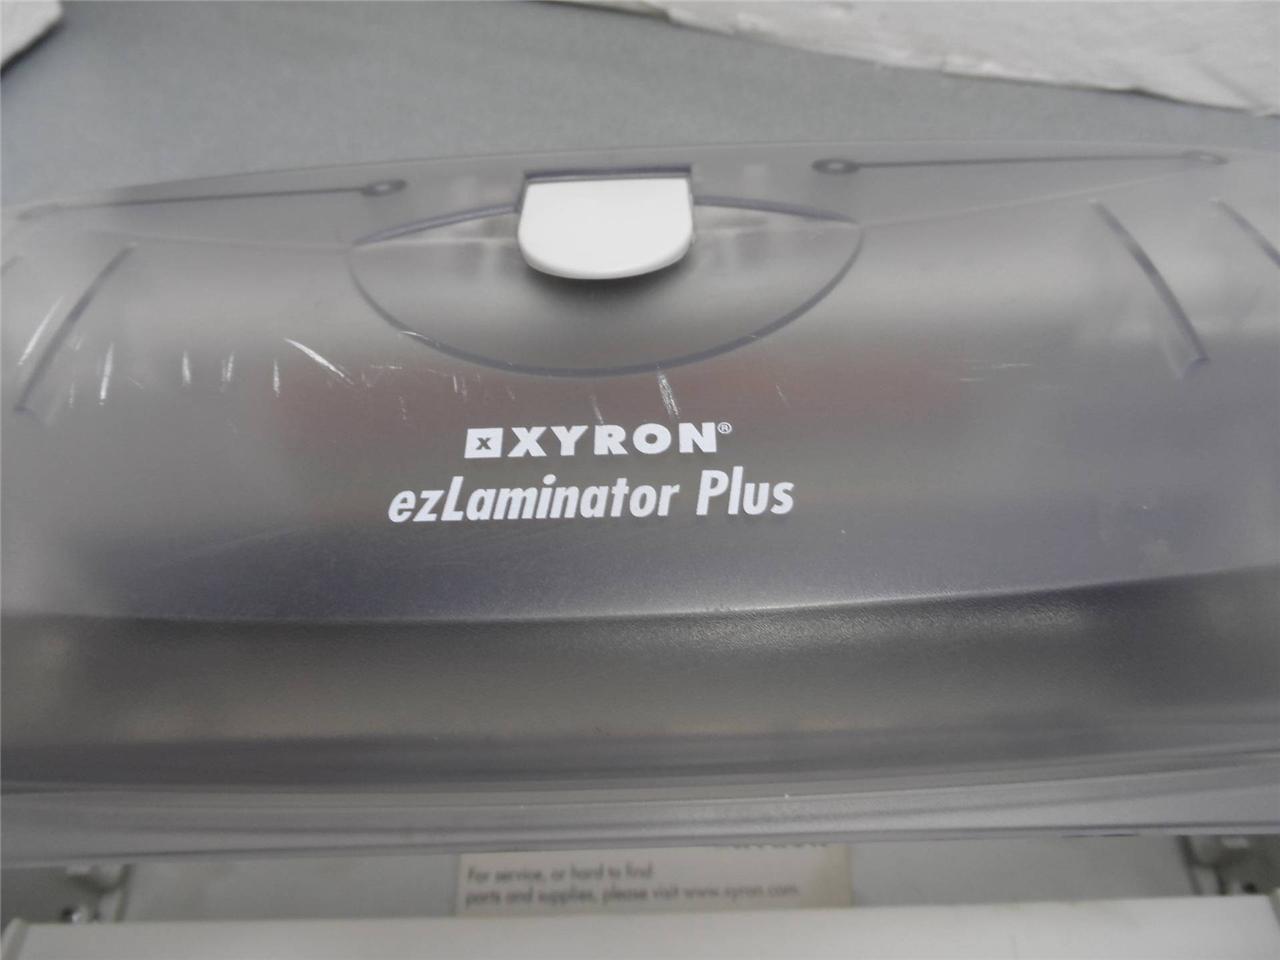 X XYRON®
ezLaminator Plus
For service, or hard to find
parts and supplies, please visit www.xyron.com